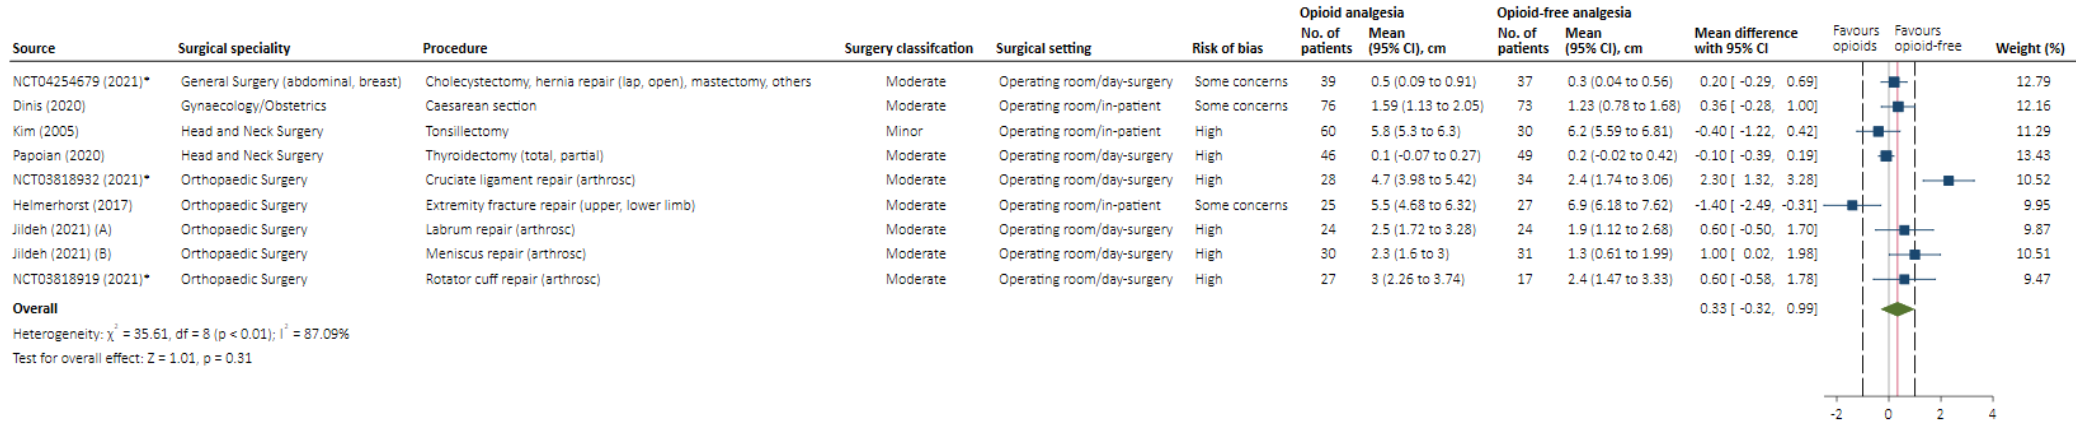 Opioid analgesia Opioid-free analgesia
Source Surgical speciality Procedure Surgery classifcation Surgical setting Risk of bias No. of patients Mean (95% CI), cm No. of patients Mean (95% CI), cm Mean difference with 95% CI Favours opioids Favours opioid-free Weight (%)
NCT04254679 (2021)* General Surgery (abdominal, breast) Cholecystectomy, hernia repair (lap, open), mastectomy, others Moderate Operating room/day-surgery Some concerns 39 0.5 (0.09 to 0.91) 37 0.3 (0.04 to 0.56) 0.20 [ -0.29, 0.69] 12.79
Dinis (2020) Gynaecology/Obstetrics Caesarean section Moderate Operating room/in-patient Some concerns 76 1.59 (1.13 to 2.05) 73 1.23 (0.78 to 1.68) 0.36 [ -0.28, 1.00] 12.16
Kim (2005) Head and Neck Surgery Tonsillectomy Minor Operating room/in-patient High 60 5.8 (5.3 to 6.3) 30 6.2 (5.59 to 6.81) -0.40 [ -1.22, 0.42] 11.29
Papoian (2020) Head and Neck Surgery Thyroidectomy (total, partial) Moderate Operating room/day-surgery High 46 0.1 (-0.07 to 0.27) 49 0.2 (-0.02 to 0.42) -0.10 [ -0.39, 0.19] 13.43
NCT03818932 (2021)* Orthopaedic Surgery Cruciate ligament repair (arthrosc) Moderate Operating room/day-surgery High 28 4.7 (3.98 to 5.42) 34 2.4 (1.74 to 3.06) 2.30 [ 1.32, 3.28] 10.52
Helmerhorst (2017) Orthopaedic Surgery Extremity fracture repair (upper, lower limb) Moderate Operating room/in-patient Some concerns 25 5.5 (4.68 to 6.32) 27 6.9 (6.18 to 7.62) -1.40 [ -2.49, -0.31] 9.95
Jildeh (2021) (A) Orthopaedic Surgery Labrum repair (arthrosc) Moderate Operating room/day-surgery High 24 2.5 (1.72 to 3.28) 24 1.9 (1.12 to 2.68) 0.60 [ -0.50, 1.70] 9.87
Jildeh (2021) (B) Orthopaedic Surgery Meniscus repair (arthrosc) Moderate Operating room/day-surgery High 30 2.3 (1.6 to 3) 31 1.3 (0.61 to 1.99) 1.00 [ 0.02, 1.98] 10.51
NCT03818919 (2021)* Orthopaedic Surgery Rotator cuff repair (arthrosc) Moderate Operating room/day-surgery High 27 3 (2.26 to 3.74) 17 2.4 (1.47 to 3.33) 0.60 [ -0.58, 1.78] 9.47
Overall 0.33 [ -0.32, 0.99]
Heterogeneity: χ² = 35.61, df = 8 (p < 0.01); I² = 87.09%
Test for overall effect: Z = 1.01, p = 0.31
-2 0 2 4